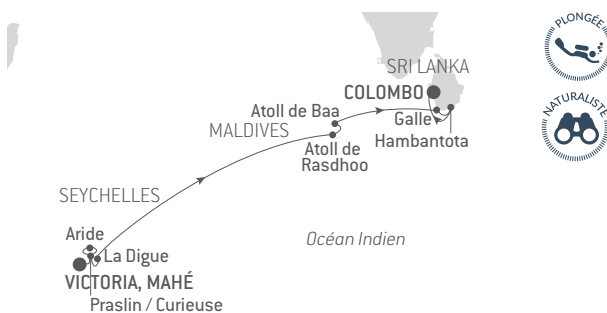 PLONGÉE
SRI LANKA
COLOMBO
Atoll de Baa
NATURALISTE
MALDIVES
Galle
Hambantota
Atoll de
Rasdhoo
SEYCHELLES
Aride
La Digue
Océan Indien
VICTORIA, MAHÉ
Praslin / Curieuse